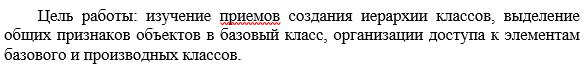 Цель работы: изучение приемов создания иерархии классов, выделение
общих признаков объектов в базовый класс, организации доступа к элементам
базового и производных классов.